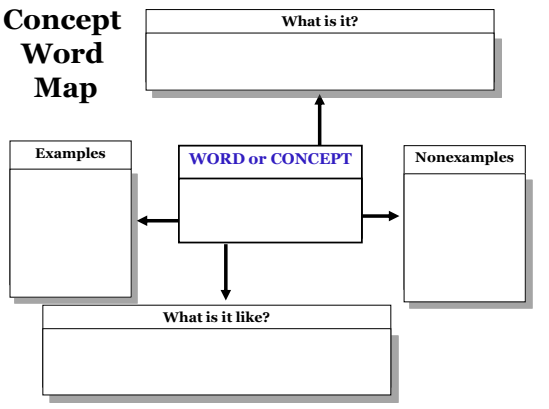 Concept
Word
Map
What is it?
Examples
WORD or CONCEPT
Nonexamples
What is it like?